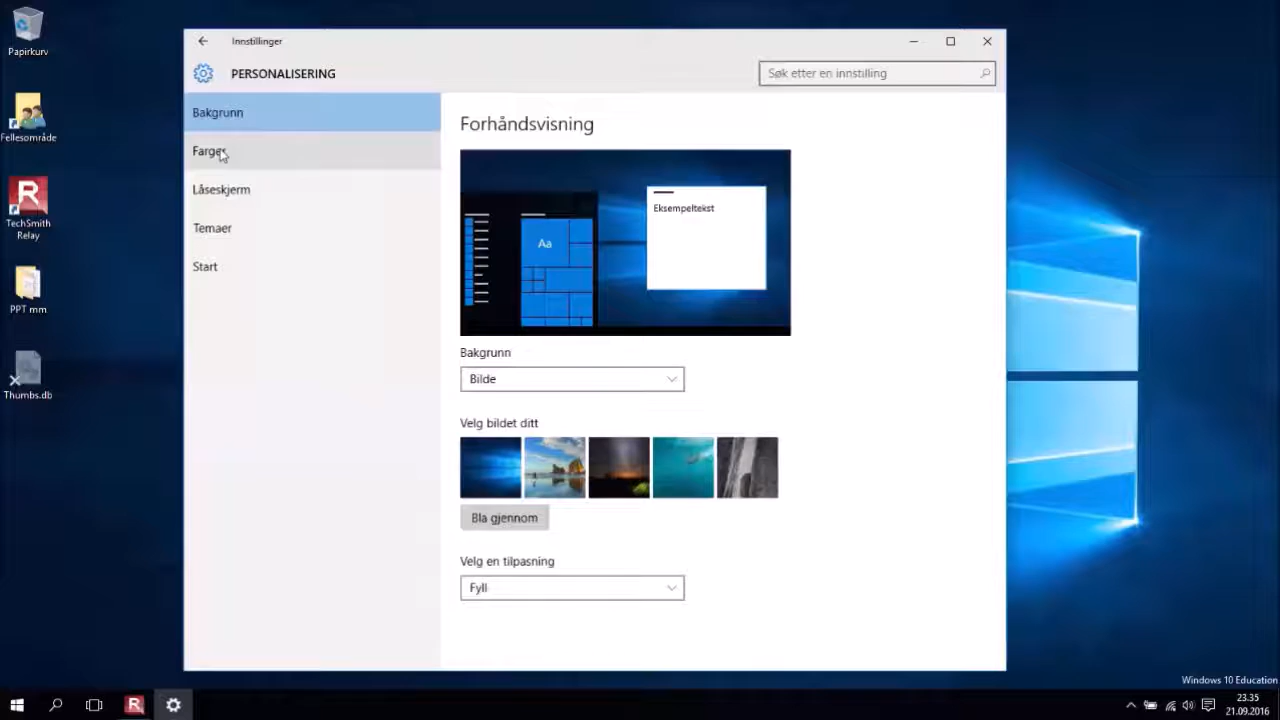 Papirkurv
Fellesområde
TechSmith
Relay
PPT mm
Thumbs.db
Innstillinger
PERSONALISERING
Søk etter en innstilling
Bakgrunn
Farger
Låseskjerm
Temaer
Start
Forhåndsvisning
Eksempeltekst
Aa
Bakgrunn
Bilde
Velg bildet ditt
Bla gjennom
Velg en tilpasning
Fyll
Windows 10 Education
23.35
21.09.2016